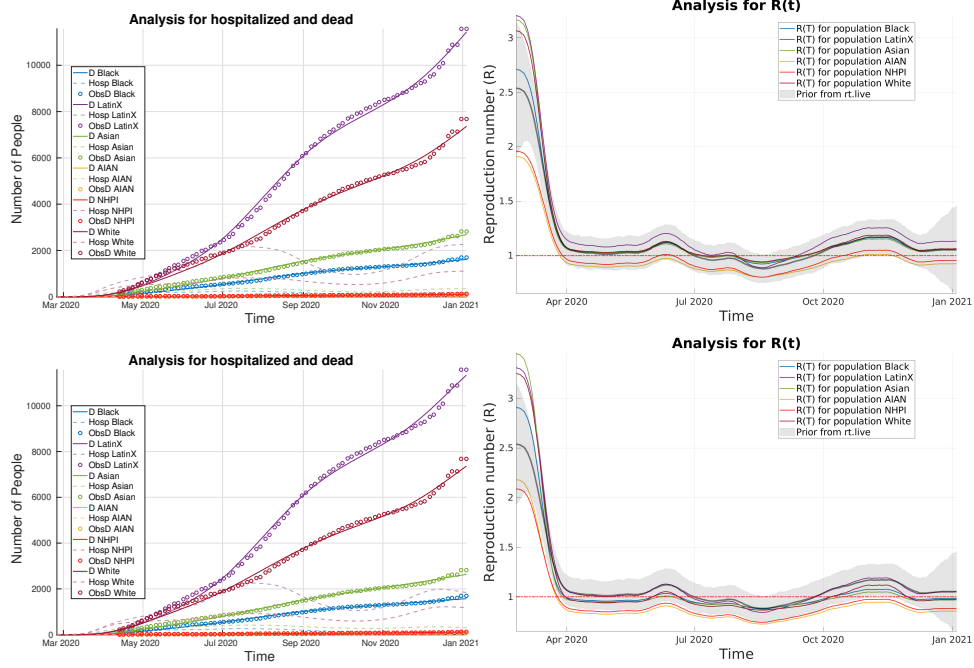 Analysis for hospitalized and dead
Number of People
10000
8000
6000
4000
2000
0
D Black
Hosp Black
ObsD Black
D LatinX
Hosp LatinX
ObsD LatinX
D Asian
Hosp Asian
ObsD Asian
D AIAN
Hosp AIAN
ObsD AIAN
D NHPI
Hosp NHPI
ObsD NHPI
D White
Hosp White
ObsD White
Mar 2020 May 2020 Jul 2020 Sep 2020 Nov 2020 Jan 2021
Time
Analysis for R(t)
Reproduction number (R)
3
2.5
2
1.5
1
R(T) for population Black
R(T) for population LatinX
R(T) for population Asian
R(T) for population AIAN
R(T) for population NHPI
R(T) for population White
Prior from rt.live
Apr 2020 Jul 2020 Oct 2020 Jan 2021
Time
Analysis for hospitalized and dead
Number of People
10000
8000
6000
4000
2000
0
D Black
Hosp Black
ObsD Black
D LatinX
Hosp LatinX
ObsD LatinX
D Asian
Hosp Asian
ObsD Asian
D AIAN
Hosp AIAN
ObsD AIAN
D NHPI
Hosp NHPI
ObsD NHPI
D White
Hosp White
ObsD White
Mar 2020 May 2020 Jul 2020 Sep 2020 Nov 2020 Jan 2021
Time
Analysis for R(t)
Reproduction number (R)
3
2.5
2
1.5
1
R(T) for population Black
R(T) for population LatinX
R(T) for population Asian
R(T) for population AIAN
R(T) for population NHPI
R(T) for population White
Prior from rt.live
Apr 2020 Jul 2020 Oct 2020 Jan 2021
Time